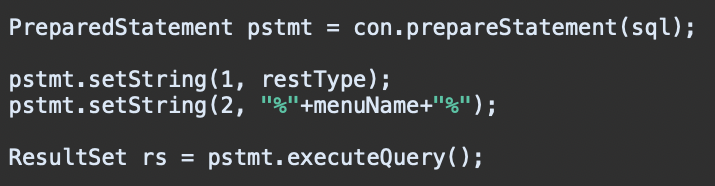 PreparedStatement pstmt = con.prepareStatement(sql);
pstmt.setString(1, restType);
pstmt.setString(2, "%"+menuName+"%");
ResultSet rs = pstmt.executeQuery();